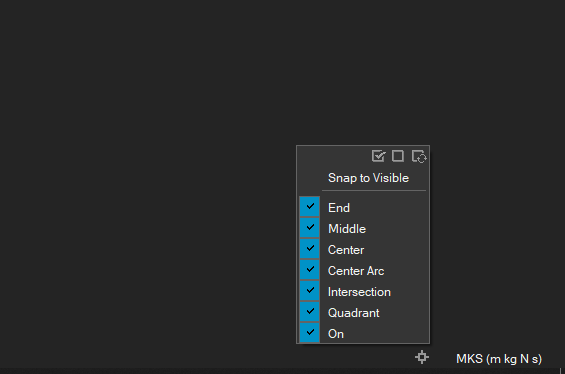 Snap to Visible
End
Middle
Center
Center Arc
Intersection
Quadrant
On
MKS (m kg N s)